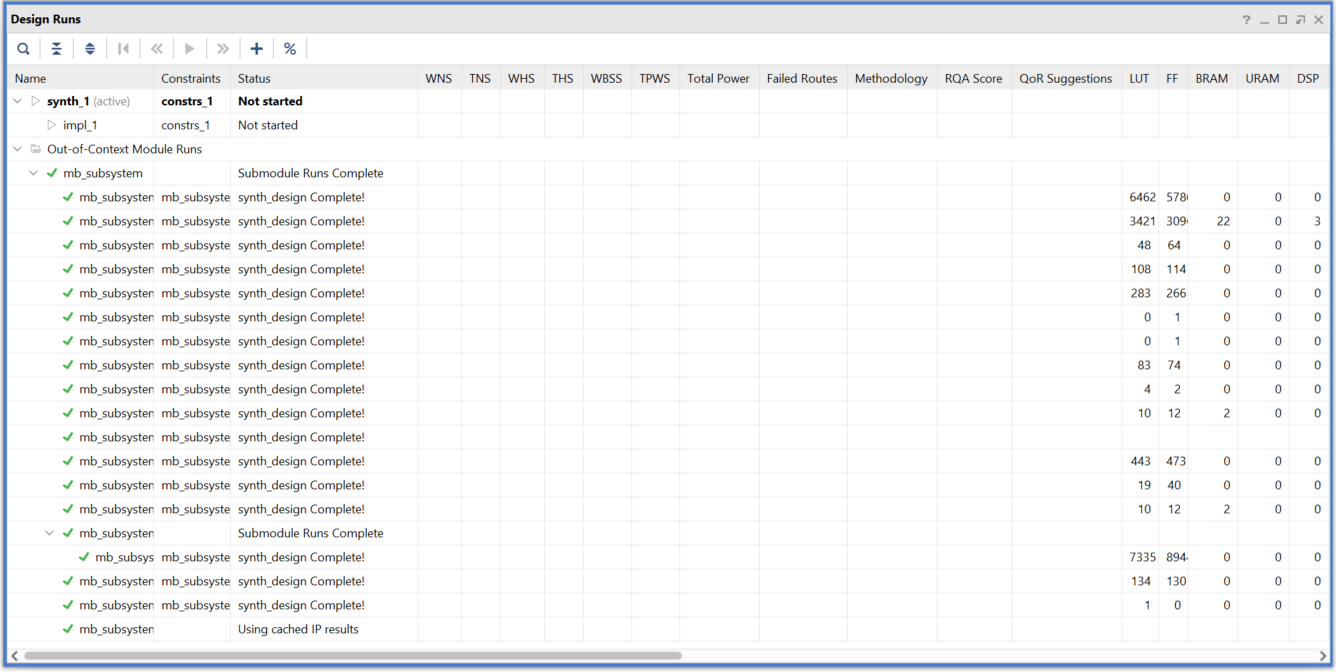 Design Runs
Name Constraints Status WNS TNS WHS THS WBSS TPWS Total Power Failed Routes Methodology RQA Score QoR Suggestions LUT FF BRAM URAM DSP
synth_1 (active) constrs_1 Not started
impl_1 constrs_1 Not started
Out-of-Context Module Runs
mb_subsystem Submodule Runs Complete
mb_subsysten mb_subsyste synth_design Complete! 6462 578 0 0 0
mb_subsysten mb_subsyste synth_design Complete! 3421 309 22 0 3
mb_subsysten mb_subsyste synth_design Complete! 48 64 0 0 0
mb_subsysten mb_subsyste synth_design Complete! 108 114 0 0 0
mb_subsysten mb_subsyste synth_design Complete! 283 266 0 0 0
mb_subsysten mb_subsyste synth_design Complete! 0 1 0 0 0
mb_subsysten mb_subsyste synth_design Complete! 0 1 0 0 0
mb_subsysten mb_subsyste synth_design Complete! 83 74 0 0 0
mb_subsysten mb_subsyste synth_design Complete! 4 2 0 0 0
mb_subsysten mb_subsyste synth_design Complete! 10 12 2 0 0
mb_subsysten mb_subsyste synth_design Complete!
mb_subsysten mb_subsyste synth_design Complete! 443 473 0 0 0
mb_subsysten mb_subsyste synth_design Complete! 19 40 0 0 0
mb_subsysten mb_subsyste synth_design Complete! 10 12 2 0 0
mb_subsysten Submodule Runs Complete
mb_subsys mb_subsyste synth_design Complete! 7335 894 0 0 0
mb_subsysten mb_subsyste synth_design Complete! 134 130 0 0 0
mb_subsysten mb_subsyste synth_design Complete! 1 0 0 0 0
mb_subsysten Using cached IP results